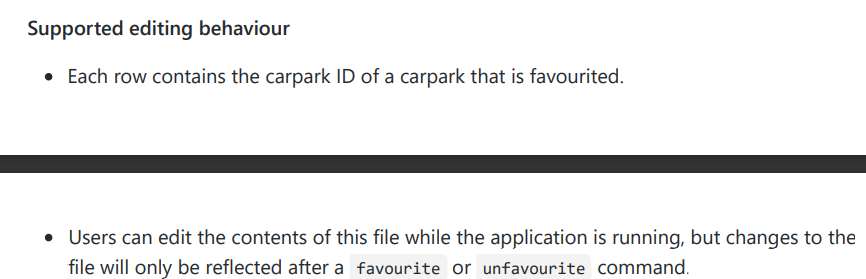 Supported editing behaviour
• Each row contains the carpark ID of a carpark that is favourited.
• Users can edit the contents of this file while the application is running, but changes to the
file will only be reflected after a favourite or unfavourite command.